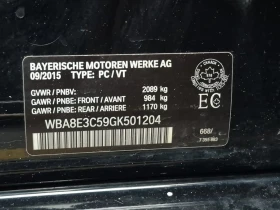 BAYERISCHE MOTOREN WERKE AG
09/2015 TYPE: PC / VT
GVWR / PNBV: 2089 kg
GAWR / PNBE: FRONT / AVANT 984 kg
GAWR / PNBE: REAR / ARRIERE 1170 kg
EC
WBA8E3C59GK501204
668/